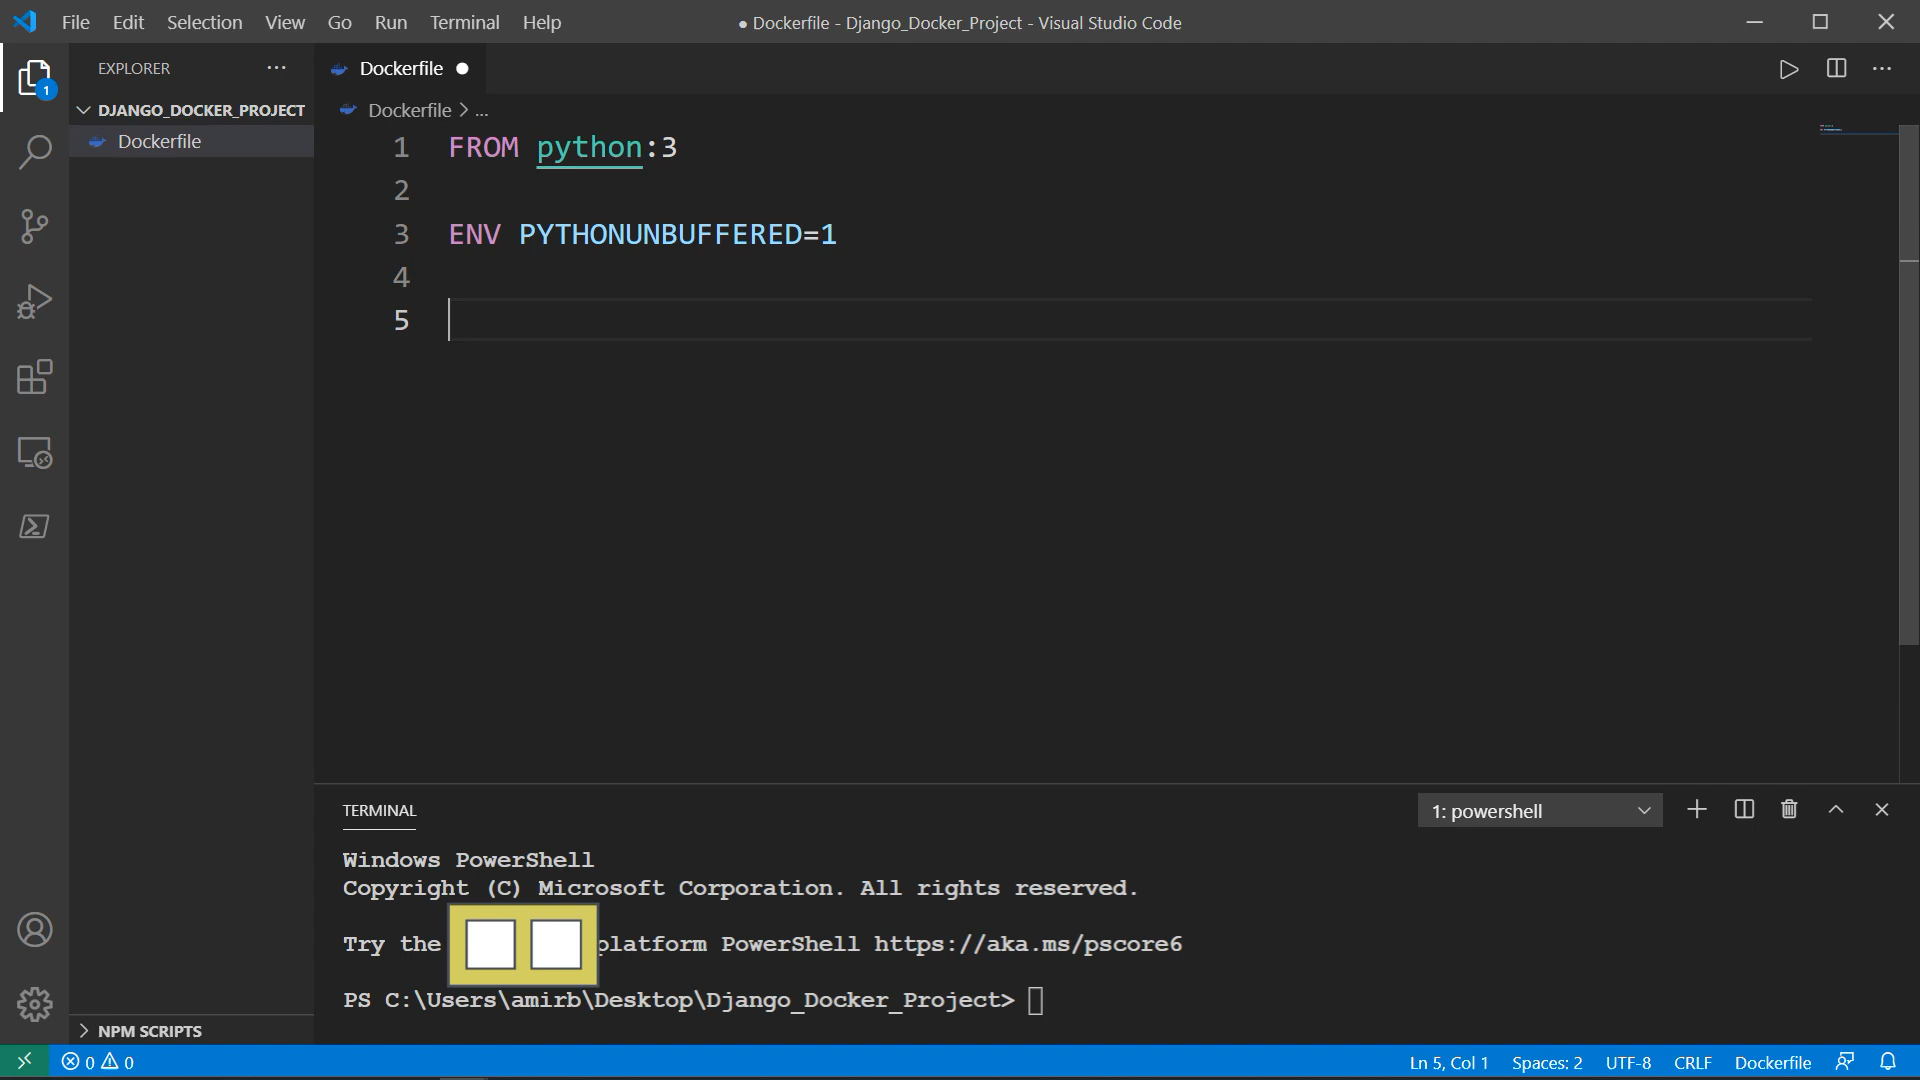 File Edit Selection View Go Run Terminal Help
● Dockerfile - Django_Docker_Project - Visual Studio Code
EXPLORER
1
DJANGO_DOCKER_PROJECT
Dockerfile
Dockerfile
Dockerfile > ...
1 FROM python:3
2
3 ENV PYTHONUNBUFFERED=1
4
5
TERMINAL
1: powershell
Windows PowerShell
Copyright (C) Microsoft Corporation. All rights reserved.
Try the platform PowerShell https://aka.ms/pscore6
PS C:\Users\amirb\Desktop\Django_Docker_Project>
NPM SCRIPTS
0 0
Ln 5, Col 1 Spaces: 2 UTF-8 CRLF Dockerfile